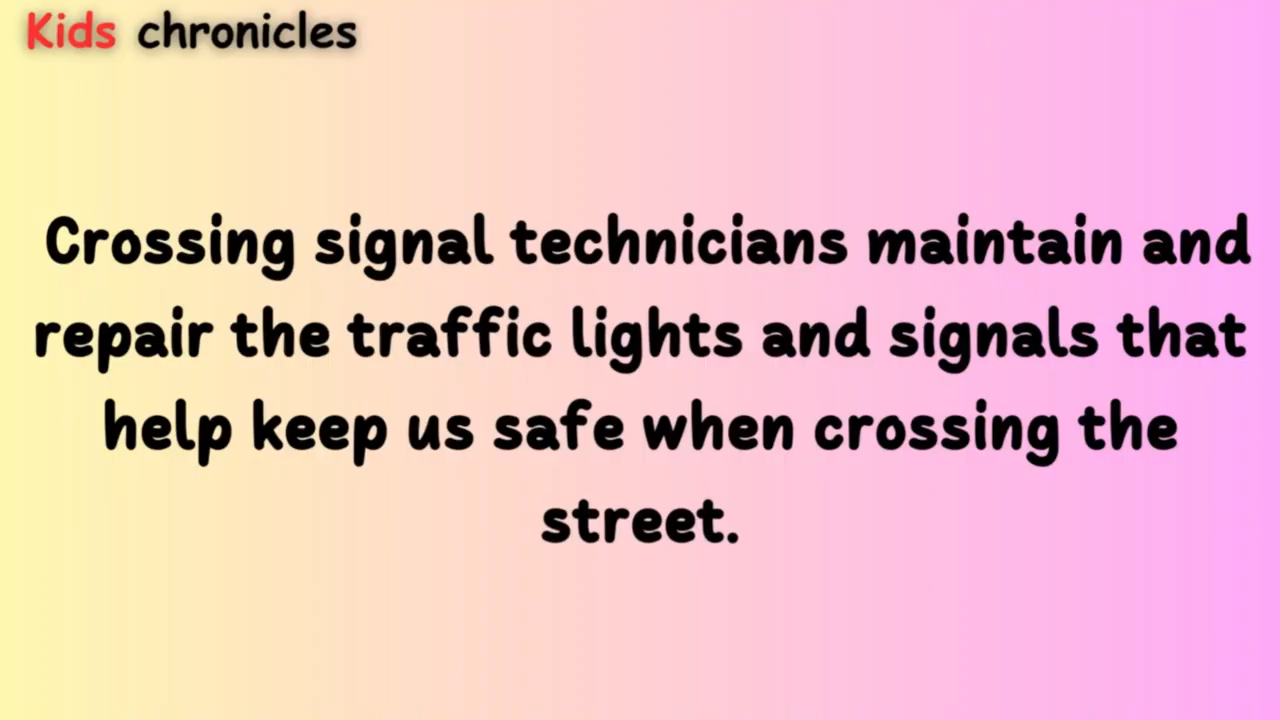 Kids chronicles
Crossing signal technicians maintain and
repair the traffic lights and signals that
help keep us safe when crossing the
street.